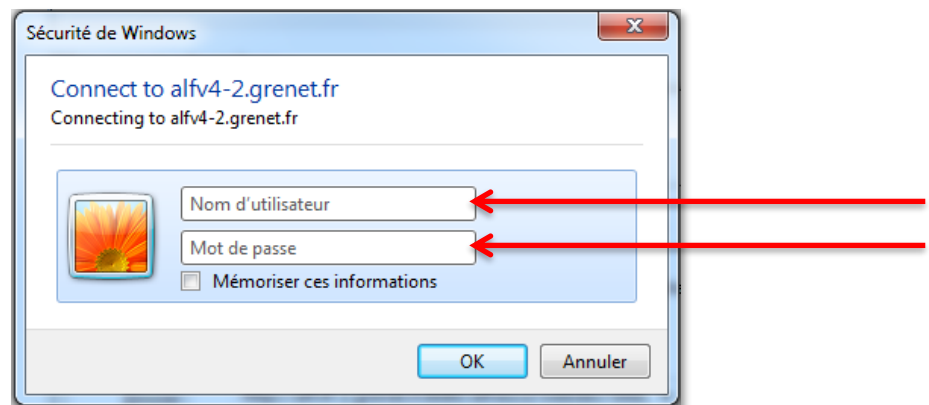 Sécurité de Windows
Connect to alfv4-2.grenet.fr
Connecting to alfv4-2.grenet.fr
Nom d'utilisateur
Mot de passe
Mémoriser ces informations
OK
Annuler